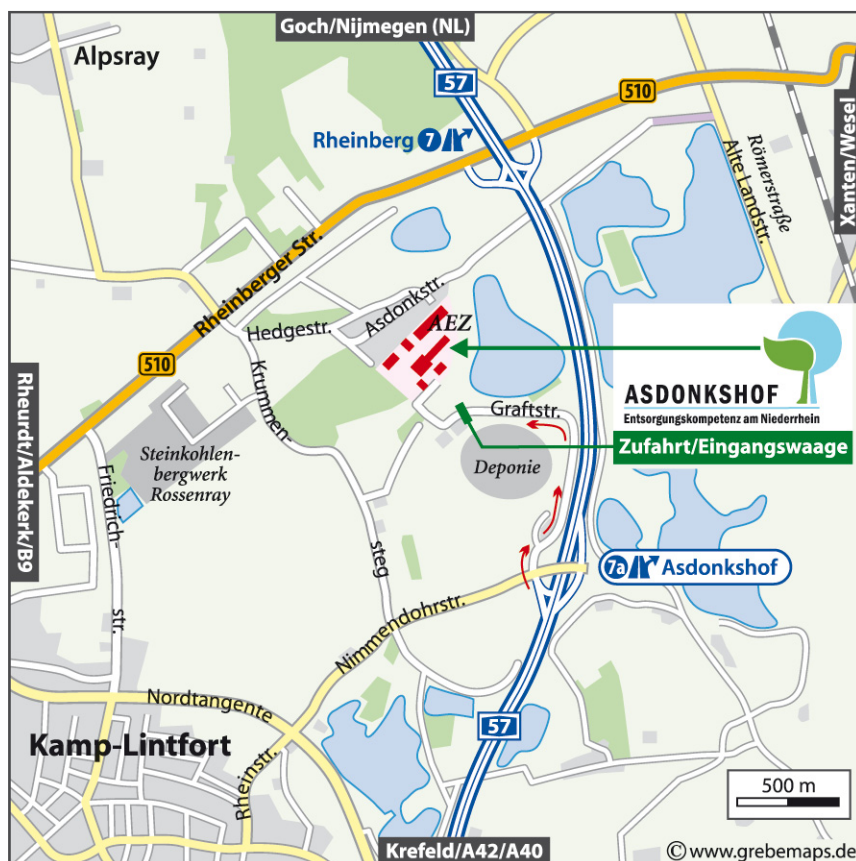 Goch/Nijmegen (NL)
Alpsray
57
510
Rheinberg 7
Xanten/Wesel
Römerstraße
Alte Landstr.
Rheinberger Str.
Asdonkstr.
AEZ
Hedgestr.
510
Krummen-
steg
ASDONKSHOF
Entsorgungskompetenz am Niederrhein
Zufahrt/Eingangswaage
Graftstr.
Deponie
Rheurdt/Aldekerk/B9
Steinkohlen-
bergwerk
Rossenray
Friedrich-
str.
7a Asdonkshof
Nimmendohrstr.
Nordtangente
57
Kamp-Lintfort
Rheinstr.
500 m
Krefeld/A42/A40
© www.grebemaps.de